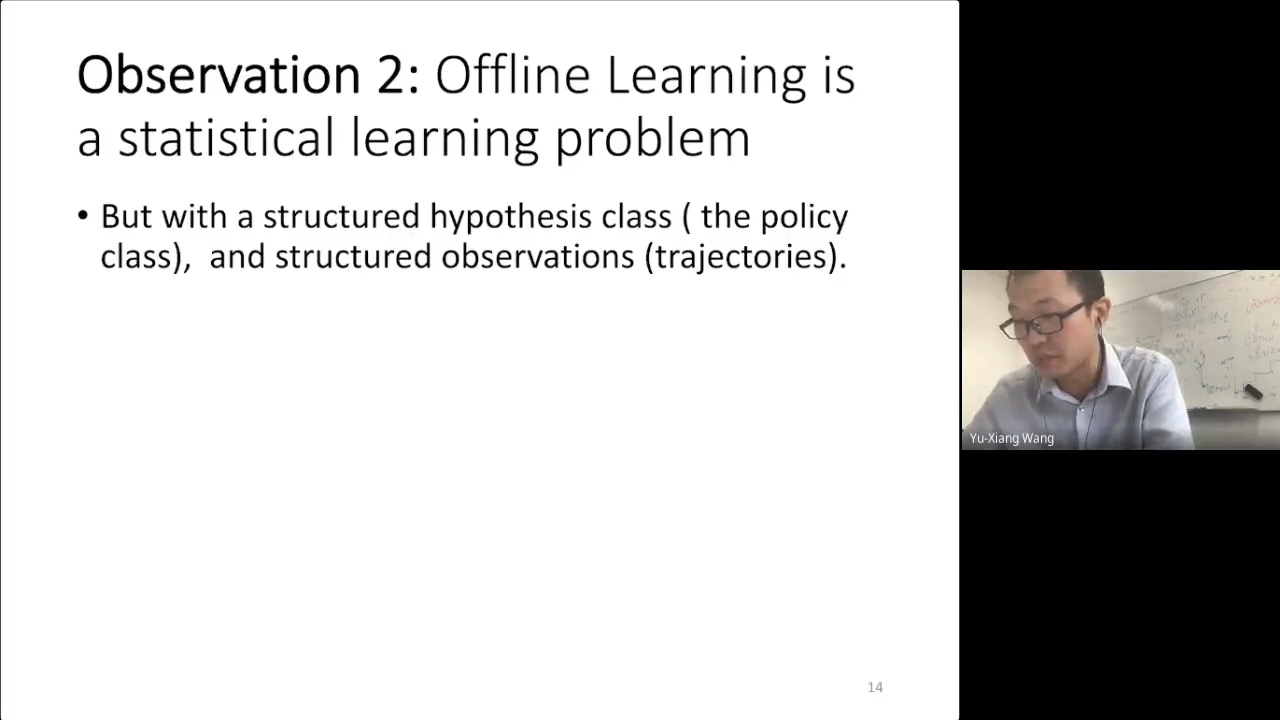 Observation 2: Offline Learning is
a statistical learning problem
• But with a structured hypothesis class ( the policy
class),  and structured observations (trajectories).
Yu-Xiang Wang
14